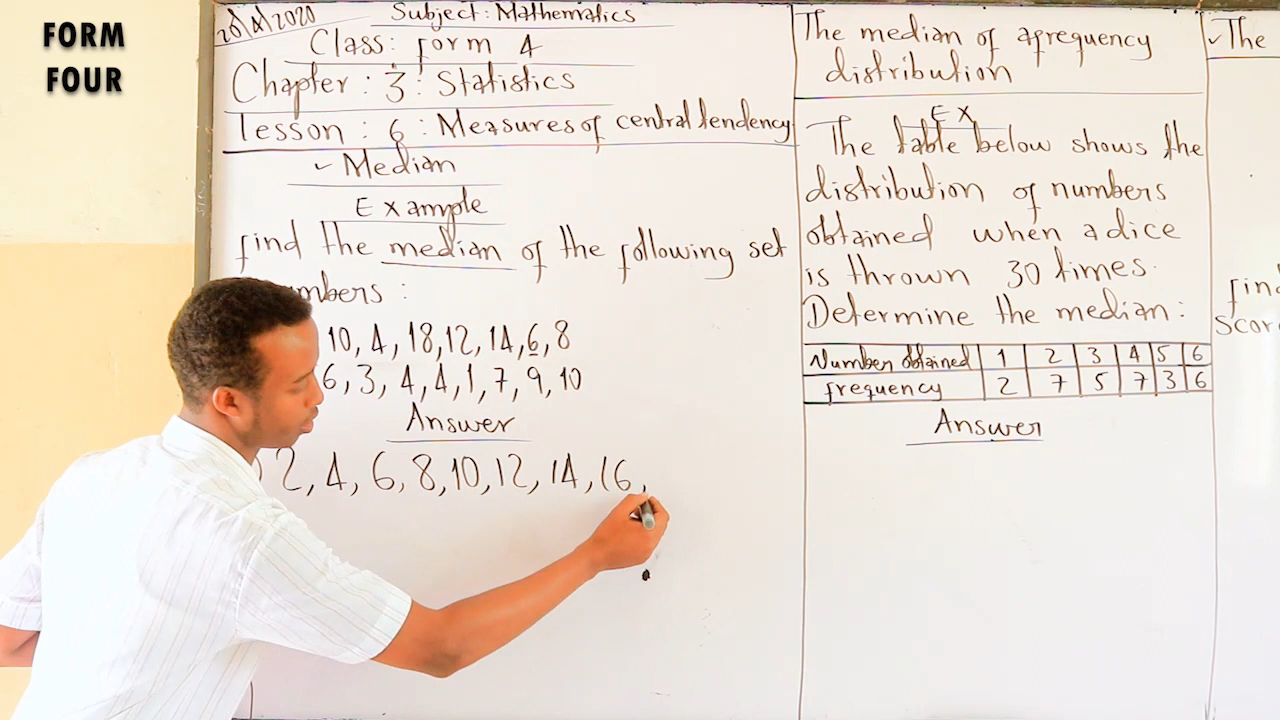 FORM
FOUR
Subject: Mathematics
Class: form 4
Chapter: 3: Statistics
lesson: 6: Measures of central tendency
✓ Median
Example
find the median of the following set
mbers:
10, 4, 18, 12, 14, 6, 8
6, 3, 4, 4, 1, 7, 9, 10
Answer
2, 4, 6, 8, 10, 12, 14, 16,
The median of afrequency
distribution
EX
The table below shows the
distribution of numbers
obtained when a dice
is thrown 30 times.
Determine the median:
Number obtained 1 2 3 4 5 6
frequency 2 7 5 7 3 6
Answer
✓ The
find
scor